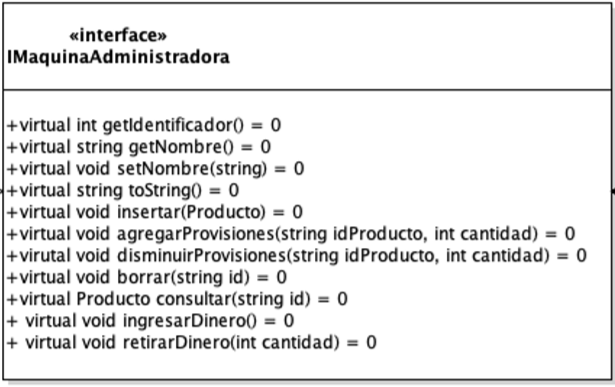 «interface»
IMaquinaAdministradora
+virtual int getIdentificador() = 0
+virtual string getNombre() = 0
+virtual void setNombre(string) = 0
+virtual string toString() = 0
+virtual void insertar(Producto) = 0
+virtual void agregarProvisiones(string idProducto, int cantidad) = 0
+virutal void disminuirProvisiones(string idProducto, int cantidad) = 0
+virtual void borrar(string id) = 0
+virtual Producto consultar(string id) = 0
+ virtual void ingresarDinero() = 0
+ virtual void retirarDinero(int cantidad) = 0